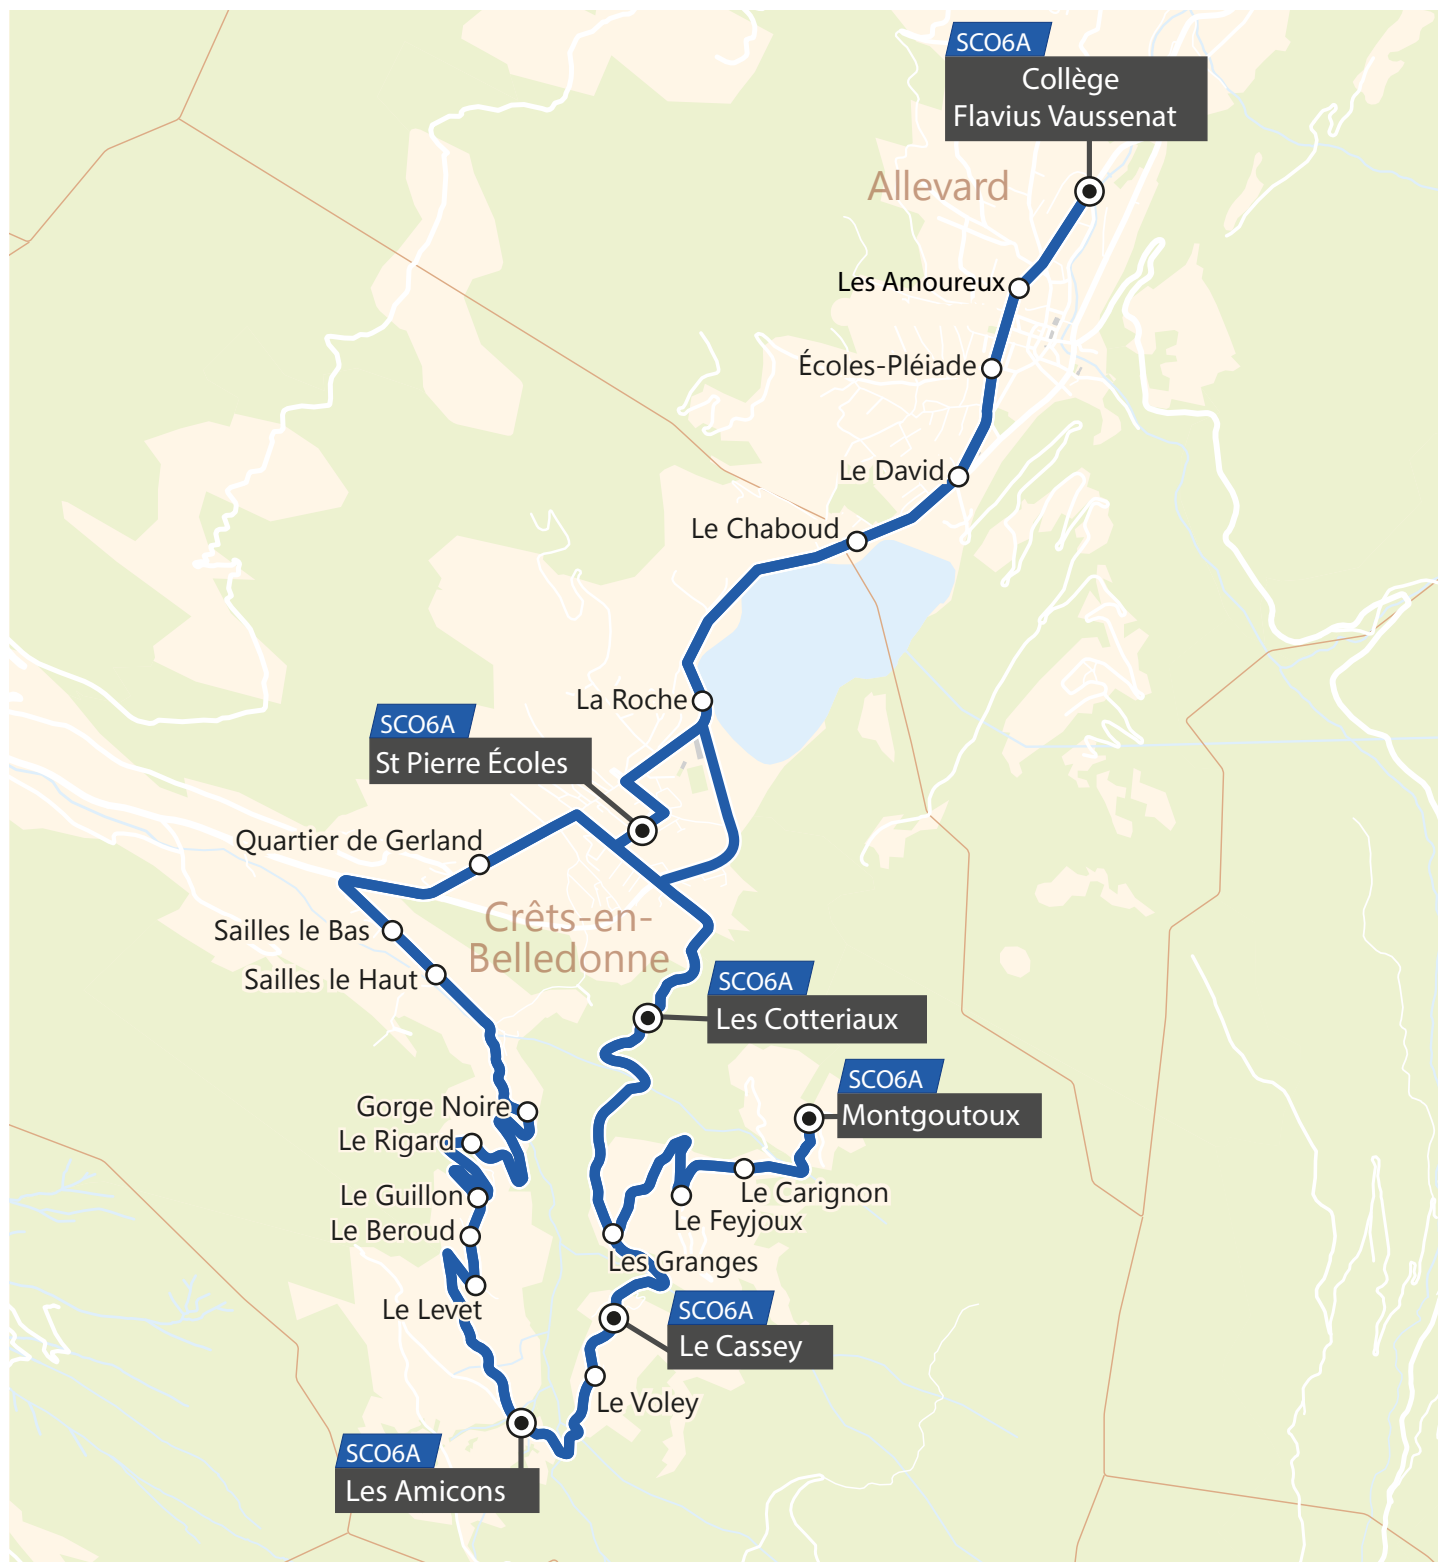 SCO6A
Collège
Flavius Vaussenat
Allevard
Les Amoureux
Écoles-Pléiade
Le David
Le Chaboud
La Roche
SCO6A
St Pierre Écoles
Quartier de Gerland
Crêts-en-
Belledonne
Sailles le Bas
Sailles le Haut
SCO6A
Les Cotteriaux
SCO6A
Montgoutoux
Gorge Noire
Le Rigard
Le Carignon
Le Guillon
Le Feyjoux
Le Beroud
Les Granges
Le Levet
SCO6A
Le Cassey
Le Voley
SCO6A
Les Amicons